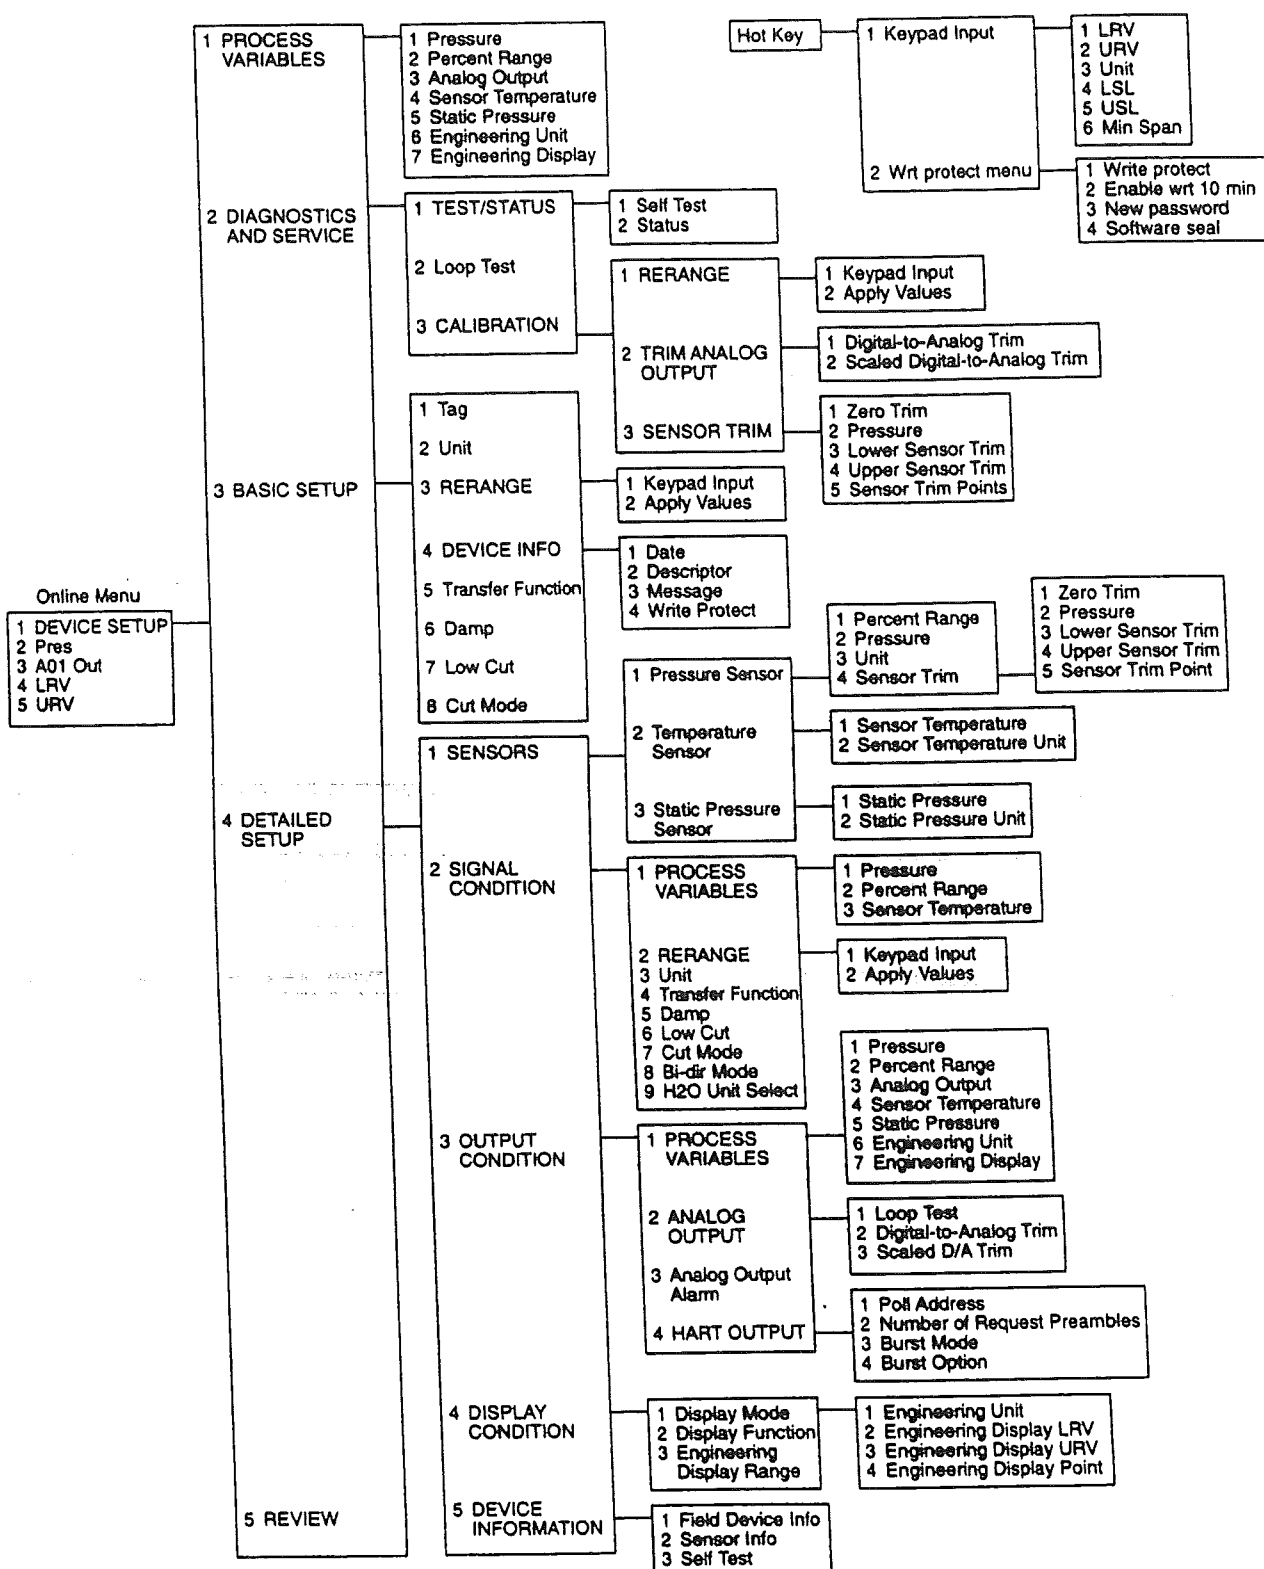 Online Menu
1 DEVICE SETUP
2 Pres
3 A01 Out
4 LRV
5 URV
1 PROCESS
VARIABLES
2 DIAGNOSTICS
AND SERVICE
3 BASIC SETUP
4 DETAILED
SETUP
5 REVIEW
1 Pressure
2 Percent Range
3 Analog Output
4 Sensor Temperature
5 Static Pressure
6 Engineering Unit
7 Engineering Display
Hot Key
1 Keypad Input
2 Wrt protect menu
1 LRV
2 URV
3 Unit
4 LSL
5 USL
6 Min Span
1 Write protect
2 Enable wrt 10 min
3 New password
4 Software seal
1 TEST/STATUS
2 Loop Test
3 CALIBRATION
1 Self Test
2 Status
1 RERANGE
2 TRIM ANALOG
OUTPUT
3 SENSOR TRIM
1 Keypad Input
2 Apply Values
1 Digital-to-Analog Trim
2 Scaled Digital-to-Analog Trim
1 Zero Trim
2 Pressure
3 Lower Sensor Trim
4 Upper Sensor Trim
5 Sensor Trim Points
1 Tag
2 Unit
3 RERANGE
4 DEVICE INFO
5 Transfer Function
6 Damp
7 Low Cut
8 Cut Mode
1 Keypad Input
2 Apply Values
1 Date
2 Descriptor
3 Message
4 Write Protect
1 SENSORS
2 SIGNAL
CONDITION
3 OUTPUT
CONDITION
4 DISPLAY
CONDITION
5 DEVICE
INFORMATION
1 Pressure Sensor
2 Temperature
Sensor
3 Static Pressure
Sensor
1 Percent Range
2 Pressure
3 Unit
4 Sensor Trim
1 Zero Trim
2 Pressure
3 Lower Sensor Trim
4 Upper Sensor Trim
5 Sensor Trim Point
1 Sensor Temperature
2 Sensor Temperature Unit
1 Static Pressure
2 Static Pressure Unit
1 PROCESS
VARIABLES
2 RERANGE
3 Unit
4 Transfer Function
5 Damp
6 Low Cut
7 Cut Mode
8 Bi-dir Mode
9 H2O Unit Select
1 Pressure
2 Percent Range
3 Sensor Temperature
1 Keypad Input
2 Apply Values
1 PROCESS
VARIABLES
2 ANALOG
OUTPUT
3 Analog Output
Alarm
4 HART OUTPUT
1 Pressure
2 Percent Range
3 Analog Output
4 Sensor Temperature
5 Static Pressure
6 Engineering Unit
7 Engineering Display
1 Loop Test
2 Digital-to-Analog Trim
3 Scaled D/A Trim
1 Poll Address
2 Number of Request Preambles
3 Burst Mode
4 Burst Option
1 Display Mode
2 Display Function
3 Engineering
Display Range
1 Engineering Unit
2 Engineering Display LRV
3 Engineering Display URV
4 Engineering Display Point
1 Field Device Info
2 Sensor Info
3 Self Test